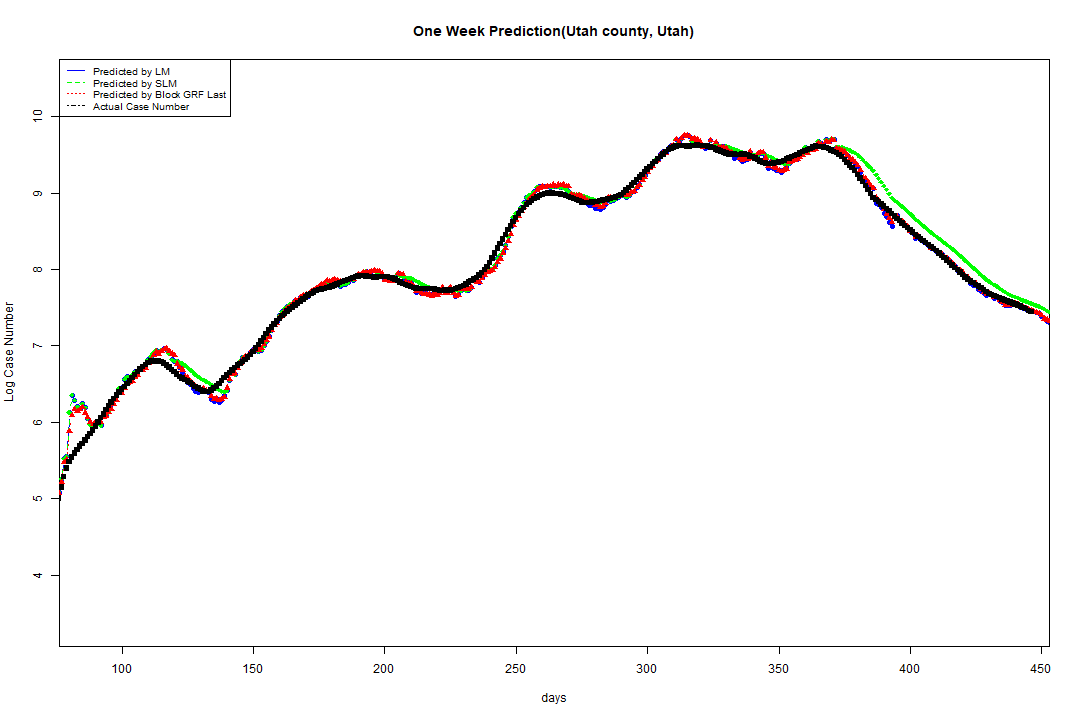 One Week Prediction(Utah county, Utah)
Predicted by LM
Predicted by SLM
Predicted by Block GRF Last
Actual Case Number
10
9
8
7
6
5
4
Log Case Number
100 150 200 250 300 350 400 450
days